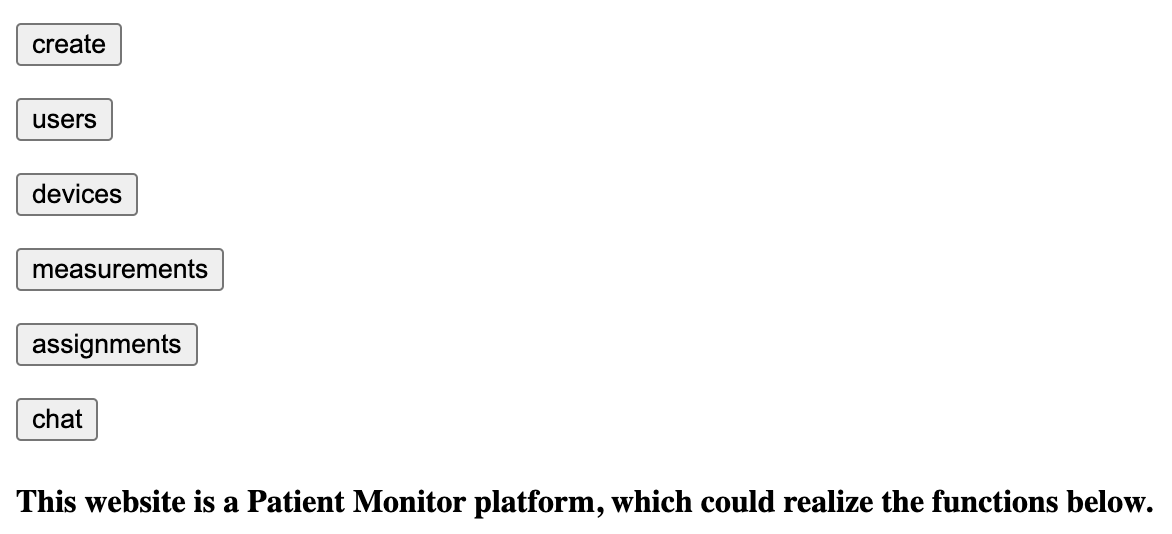 create
users
devices
measurements
assignments
chat
This website is a Patient Monitor platform, which could realize the functions below.